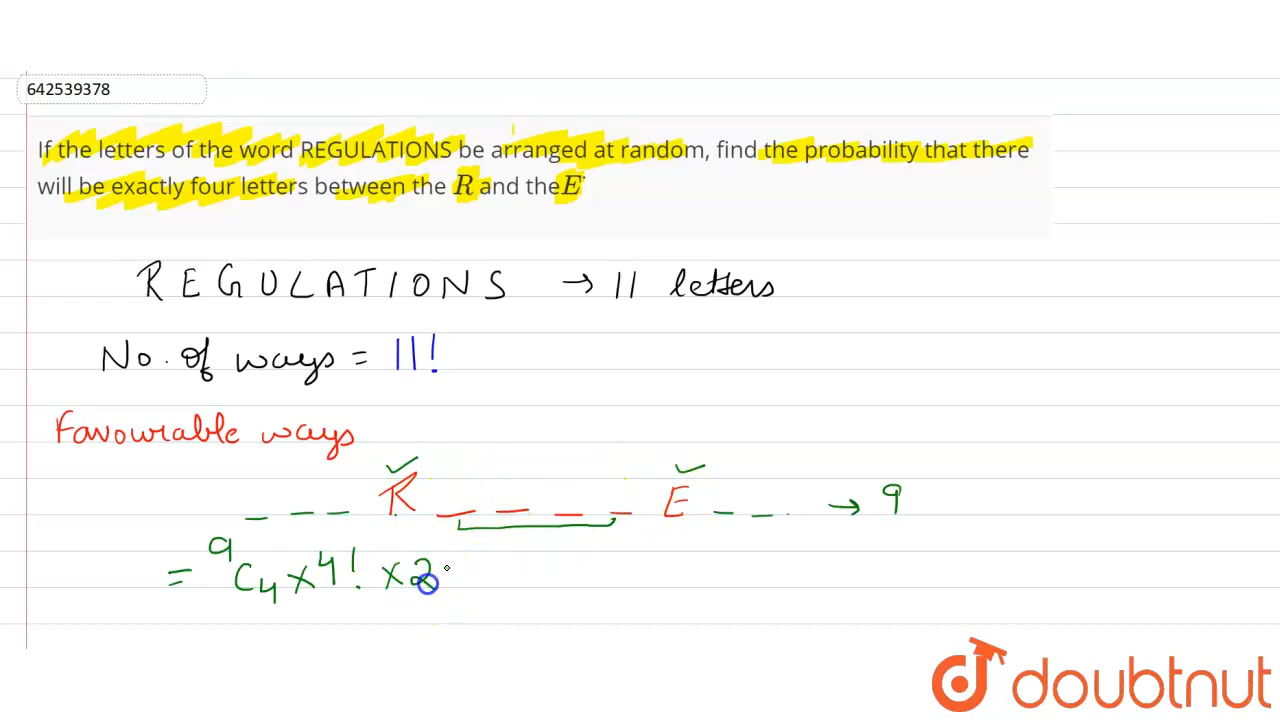 642539378
If the letters of the word REGULATIONS be arranged at random, find the probability that there
will be exactly four letters between the R and theE.
R E G U L A T I O N S → 11 letters
No. of ways = 11!
Favourable ways
_ _ _ R _ _ _ _ E _ _ → 9
= ⁹C₄ × 4! × 2
doubtnut